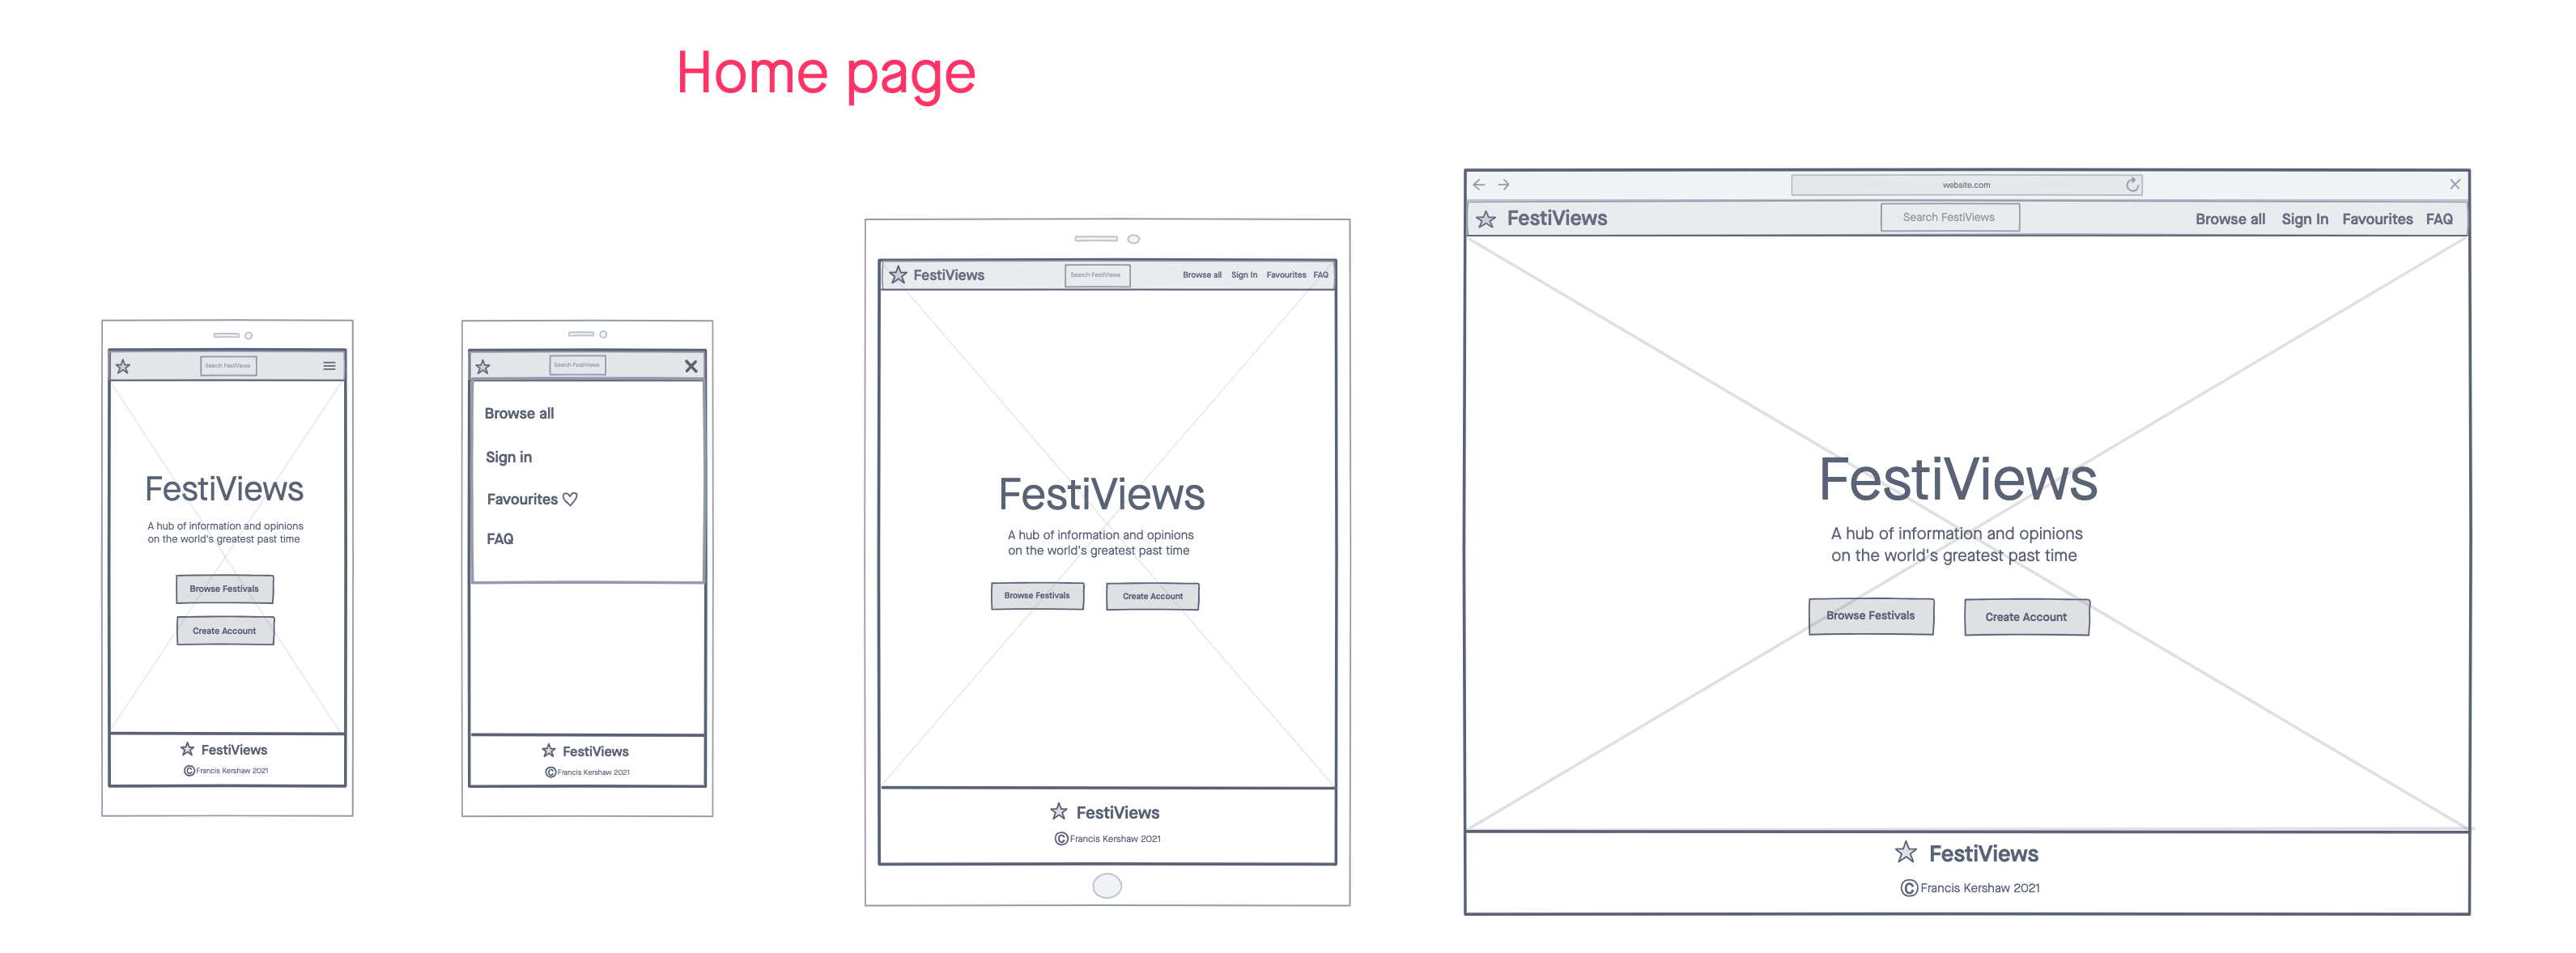 Home page
Search FestiViews
FestiViews
A hub of information and opinions
on the world's greatest past time
Browse Festivals
Create Account
FestiViews
© Francis Kershaw 2021
Search FestiViews
Browse all
Sign in
Favourites
FAQ
FestiViews
© Francis Kershaw 2021
FestiViews Search FestiViews Browse all Sign In Favourites FAQ
FestiViews
A hub of information and opinions
on the world's greatest past time
Browse Festivals Create Account
FestiViews
© Francis Kershaw 2021
website.com
FestiViews Search FestiViews Browse all Sign In Favourites FAQ
FestiViews
A hub of information and opinions
on the world's greatest past time
Browse Festivals Create Account
FestiViews
© Francis Kershaw 2021